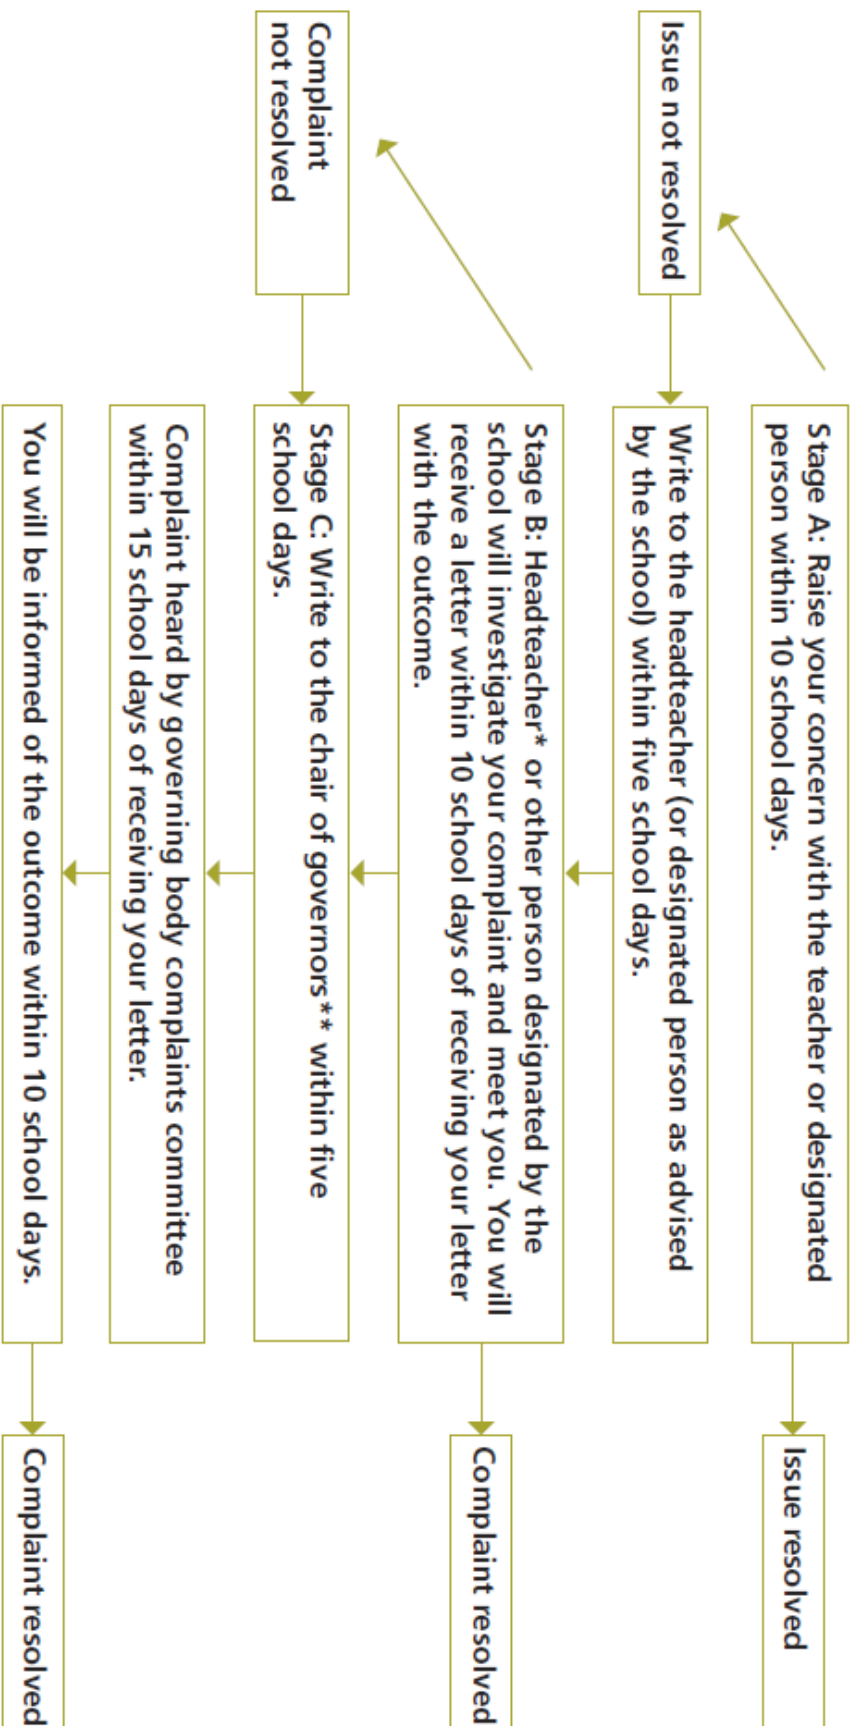 Stage A: Raise your concern with the teacher or designated
person within 10 school days.
Issue resolved
Issue not resolved
Write to the headteacher (or designated person as advised
by the school) within five school days.
Stage B: Headteacher* or other person designated by the
school will investigate your complaint and meet you. You will
receive a letter within 10 school days of receiving your letter
with the outcome.
Complaint resolved
Complaint
not resolved
Stage C: Write to the chair of governors** within five
school days.
Complaint heard by governing body complaints committee
within 15 school days of receiving your letter.
You will be informed of the outcome within 10 school days.
Complaint resolved